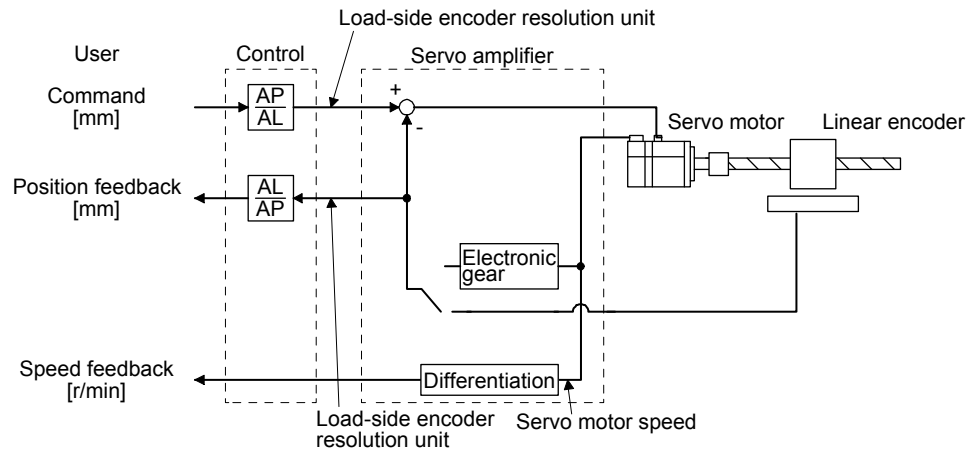 Load-side encoder resolution unit
User
Control
Servo amplifier
Command
[mm]
AP
AL
+
-
Servo motor
Linear encoder
Position feedback
[mm]
AL
AP
Electronic
gear
Speed feedback
[r/min]
Differentiation
Load-side encoder
resolution unit
Servo motor speed